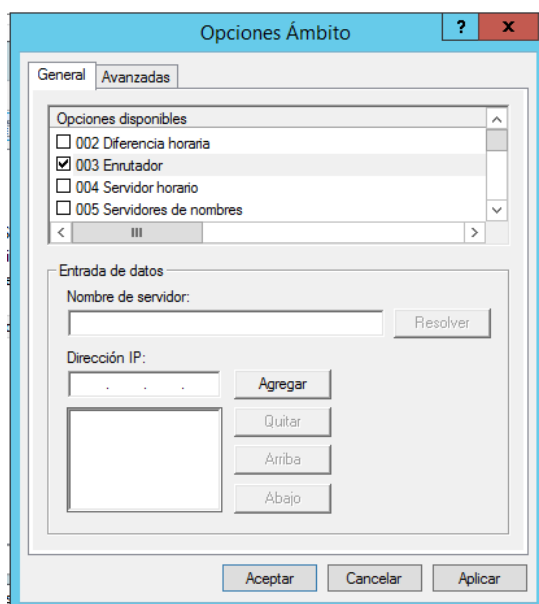 Opciones Ámbito
?
x
General
Avanzadas
Opciones disponibles
002 Diferencia horaria
003 Enrutador
004 Servidor horario
005 Servidores de nombres
Entrada de datos
Nombre de servidor:
Resolver
Dirección IP:
. . .
Agregar
Quitar
Arriba
Abajo
Aceptar
Cancelar
Aplicar